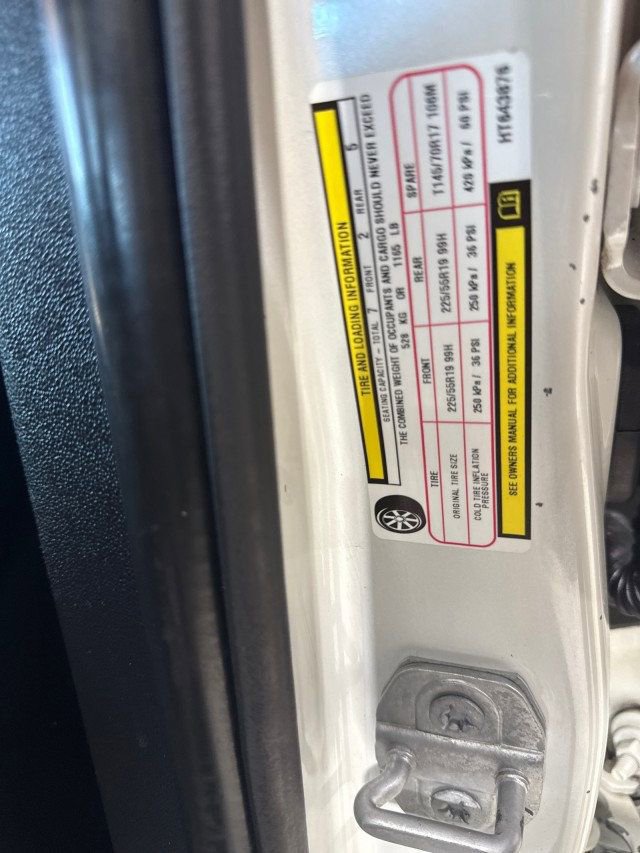 TIRE AND LOADING INFORMATION
SEATING CAPACITY - TOTAL 7 FRONT 2 REAR 5
THE COMBINED WEIGHT OF OCCUPANTS AND CARGO SHOULD NEVER EXCEED
528 KG OR 1165 LB
TIRE FRONT REAR SPARE
ORIGINAL TIRE SIZE 225/55R19 99H 225/55R19 99H T145/70R17 106M
COLD TIRE INFLATION PRESSURE 250 kPa / 36 PSI 250 kPa / 36 PSI 420 kPa / 60 PSI
SEE OWNERS MANUAL FOR ADDITIONAL INFORMATION
HT643876